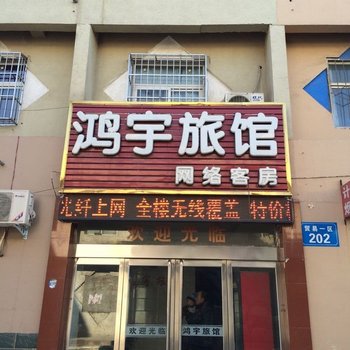 鸿宇旅馆
网络客房
光纤上网 全楼无线覆盖 特价
欢迎光临
贸易一区
202
欢迎光临 鸿宇旅馆